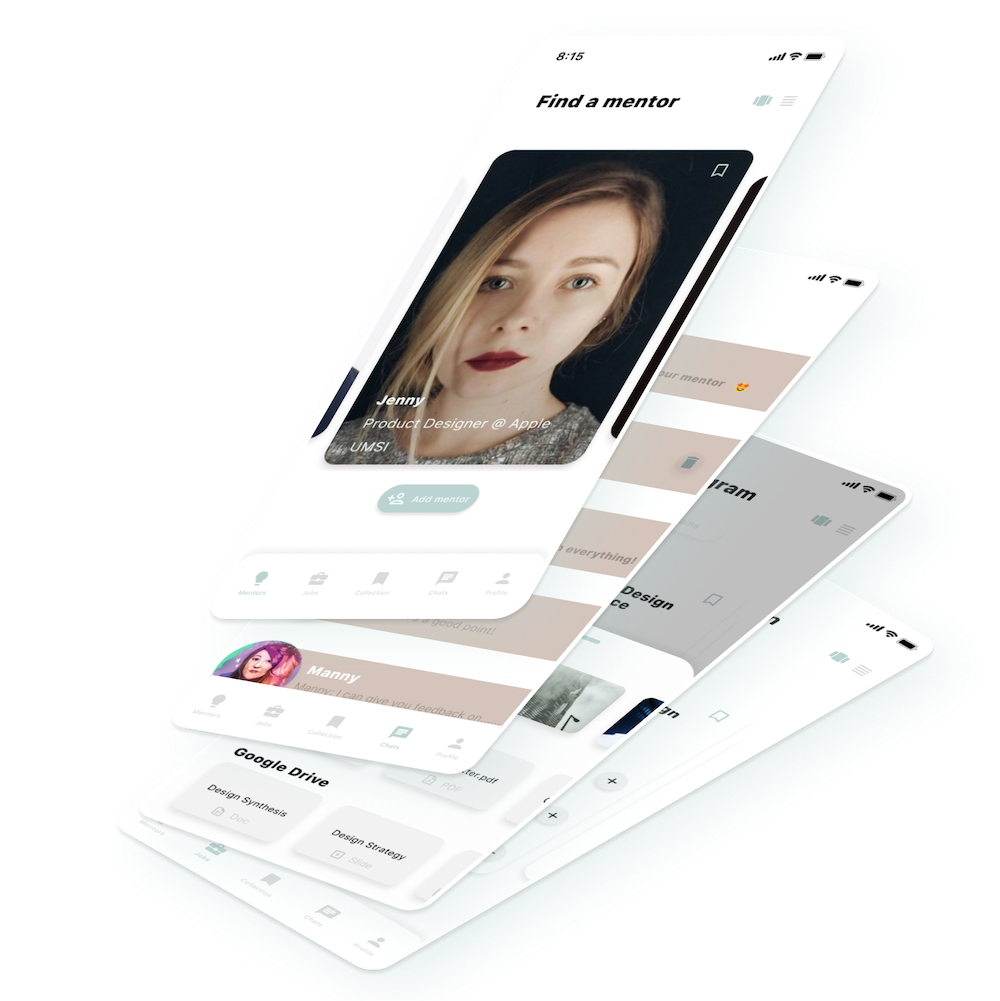 8:15
Find a mentor
Jenny
Product Designer @ Apple
UMSI
Add mentor
Mentors
Jobs
Collection
Chats
Profile
our mentor 😍
everything!
a good point!
Manny
Manny: I can give you feedback on......
Mentors
Jobs
Collection
Chats
Profile
gram
Design
ce
Google Drive
ter.pdf
PDF
Design Synthesis
Doc
Design Strategy
Slide
n
gn
+
+
Mentors
Jobs
Collection
Chats
Profile